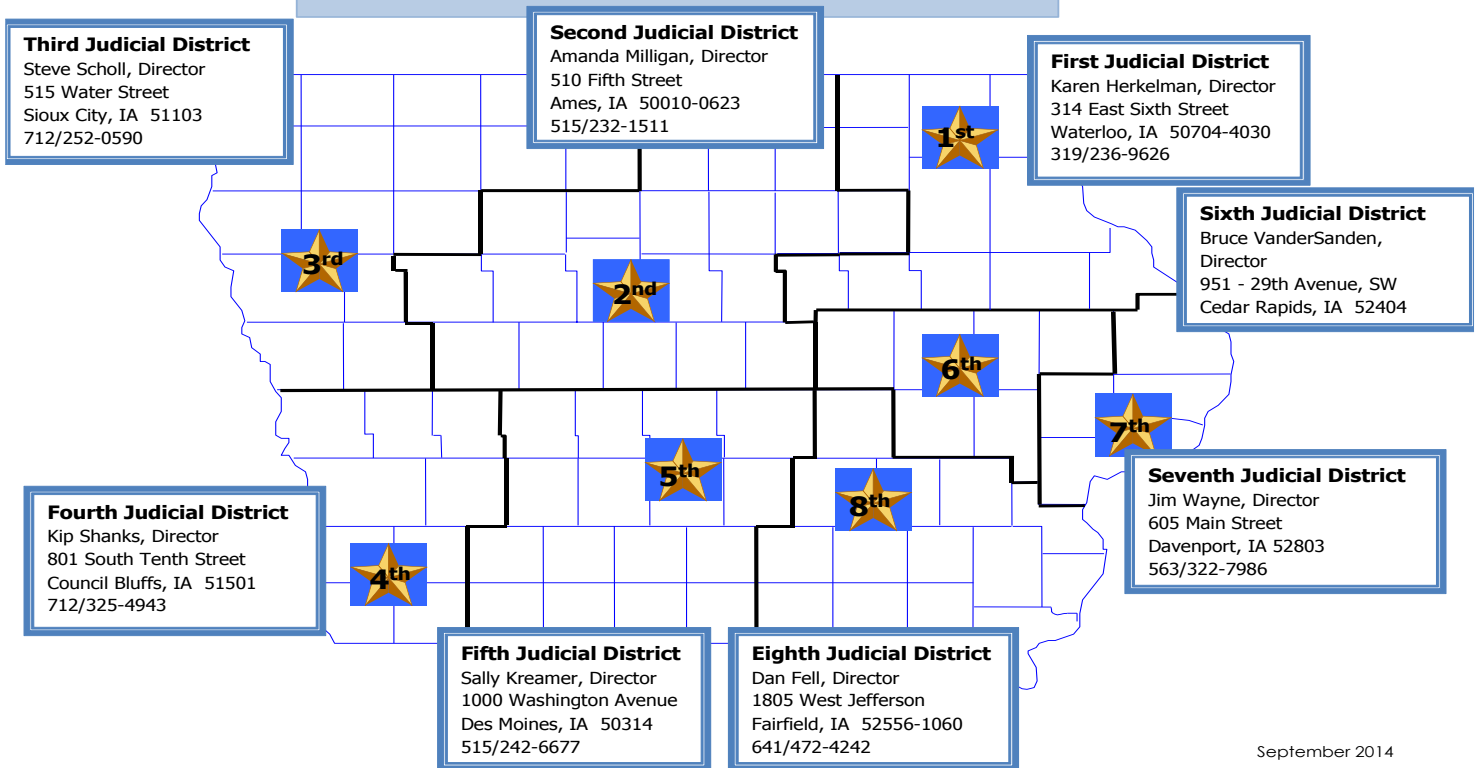 Third Judicial District
Steve Scholl, Director
515 Water Street
Sioux City, IA 51103
712/252-0590
Second Judicial District
Amanda Milligan, Director
510 Fifth Street
Ames, IA 50010-0623
515/232-1511
First Judicial District
Karen Herkelman, Director
314 East Sixth Street
Waterloo, IA 50704-4030
319/236-9626
Sixth Judicial District
Bruce VanderSanden,
Director
951 - 29th Avenue, SW
Cedar Rapids, IA 52404
1st
3rd
2nd
6th
7th
5th
8th
4th
Fourth Judicial District
Kip Shanks, Director
801 South Tenth Street
Council Bluffs, IA 51501
712/325-4943
Seventh Judicial District
Jim Wayne, Director
605 Main Street
Davenport, IA 52803
563/322-7986
Fifth Judicial District
Sally Kreamer, Director
1000 Washington Avenue
Des Moines, IA 50314
515/242-6677
Eighth Judicial District
Dan Fell, Director
1805 West Jefferson
Fairfield, IA 52556-1060
641/472-4242
September 2014